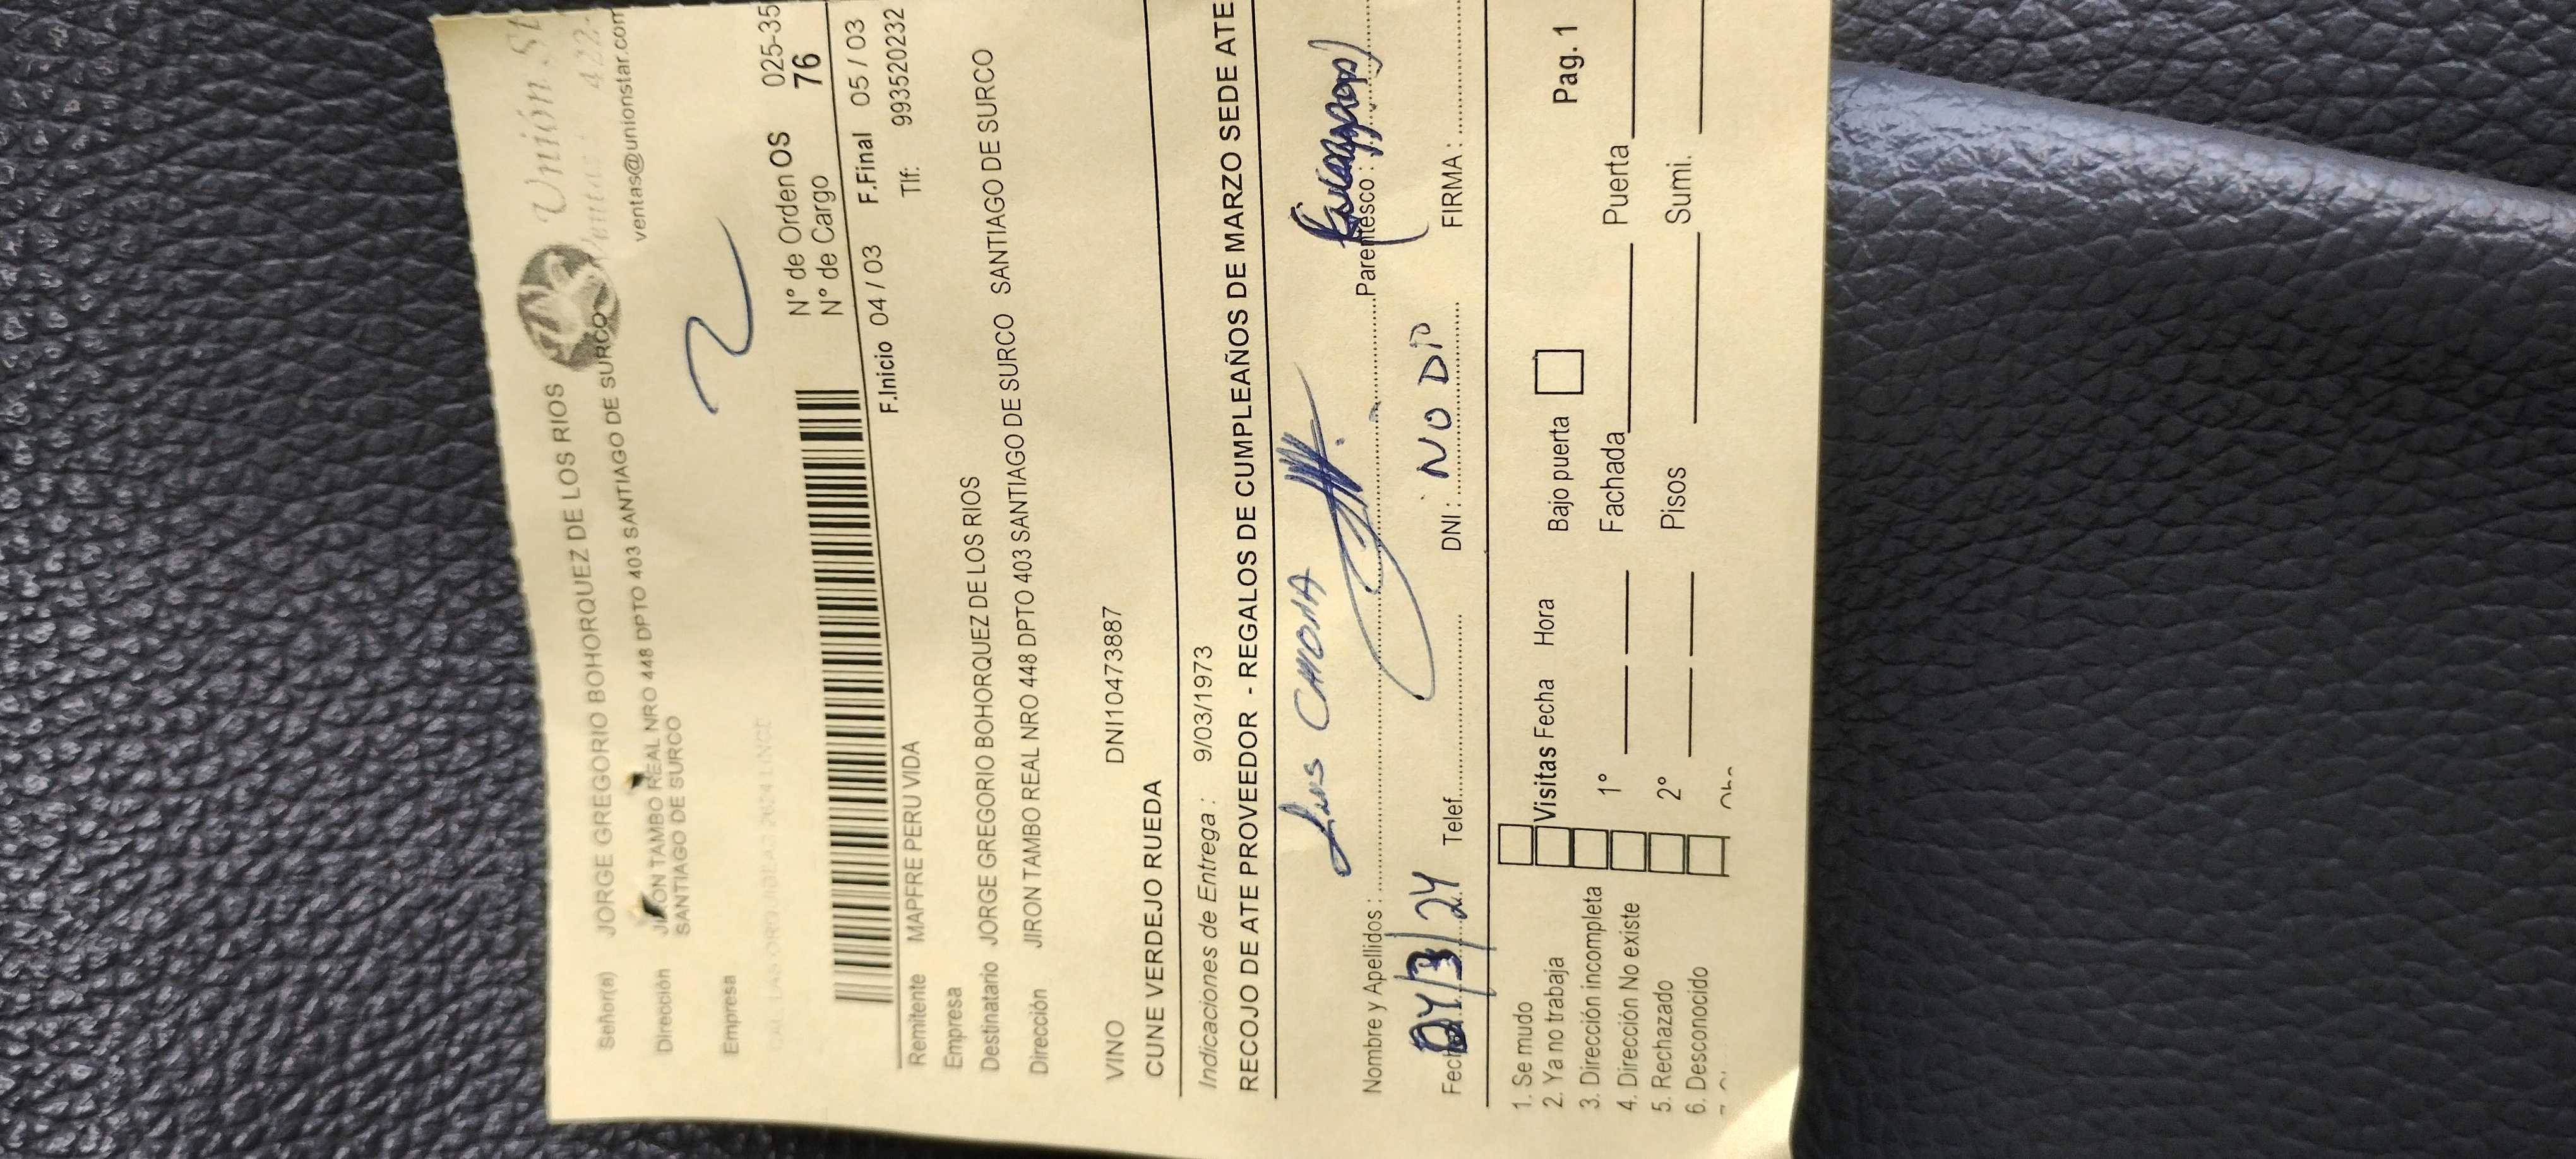 Señor(a) JORGE GREGORIO BOHORQUEZ DE LOS RIOS
Unión St
Dirección JIRON TAMBO REAL NRO 448 DPTO 403 SANTIAGO DE SURCO
SANTIAGO DE SURCO
422-
ventas@unionstar.com
Empresa
N° de Orden OS 025-35
N° de Cargo 76
F.Inicio 04 / 03 F.Final 05 / 03
Remitente MAPFRE PERU VIDA Tlf: 993520232
Empresa
Destinatario JORGE GREGORIO BOHORQUEZ DE LOS RIOS
Dirección JIRON TAMBO REAL NRO 448 DPTO 403 SANTIAGO DE SURCO SANTIAGO DE SURCO
VINO DNI10473887
CUNE VERDEJO RUEDA
Indicaciones de Entrega : 9/03/1973
RECOJO DE ATE PROVEEDOR - REGALOS DE CUMPLEAÑOS DE MARZO SEDE ATE
Luis
Nombre y Apellidos : Parentesco :
Fech 04/3/24 Telef. DNI : NO DIO FIRMA :
1. Se mudo
2. Ya no trabaja Visitas Fecha Hora Bajo puerta Pag. 1
3. Dirección incompleta
4. Dirección No existe 1° Fachada Puerta
5. Rechazado
6. Desconocido 2° Pisos Sumi.